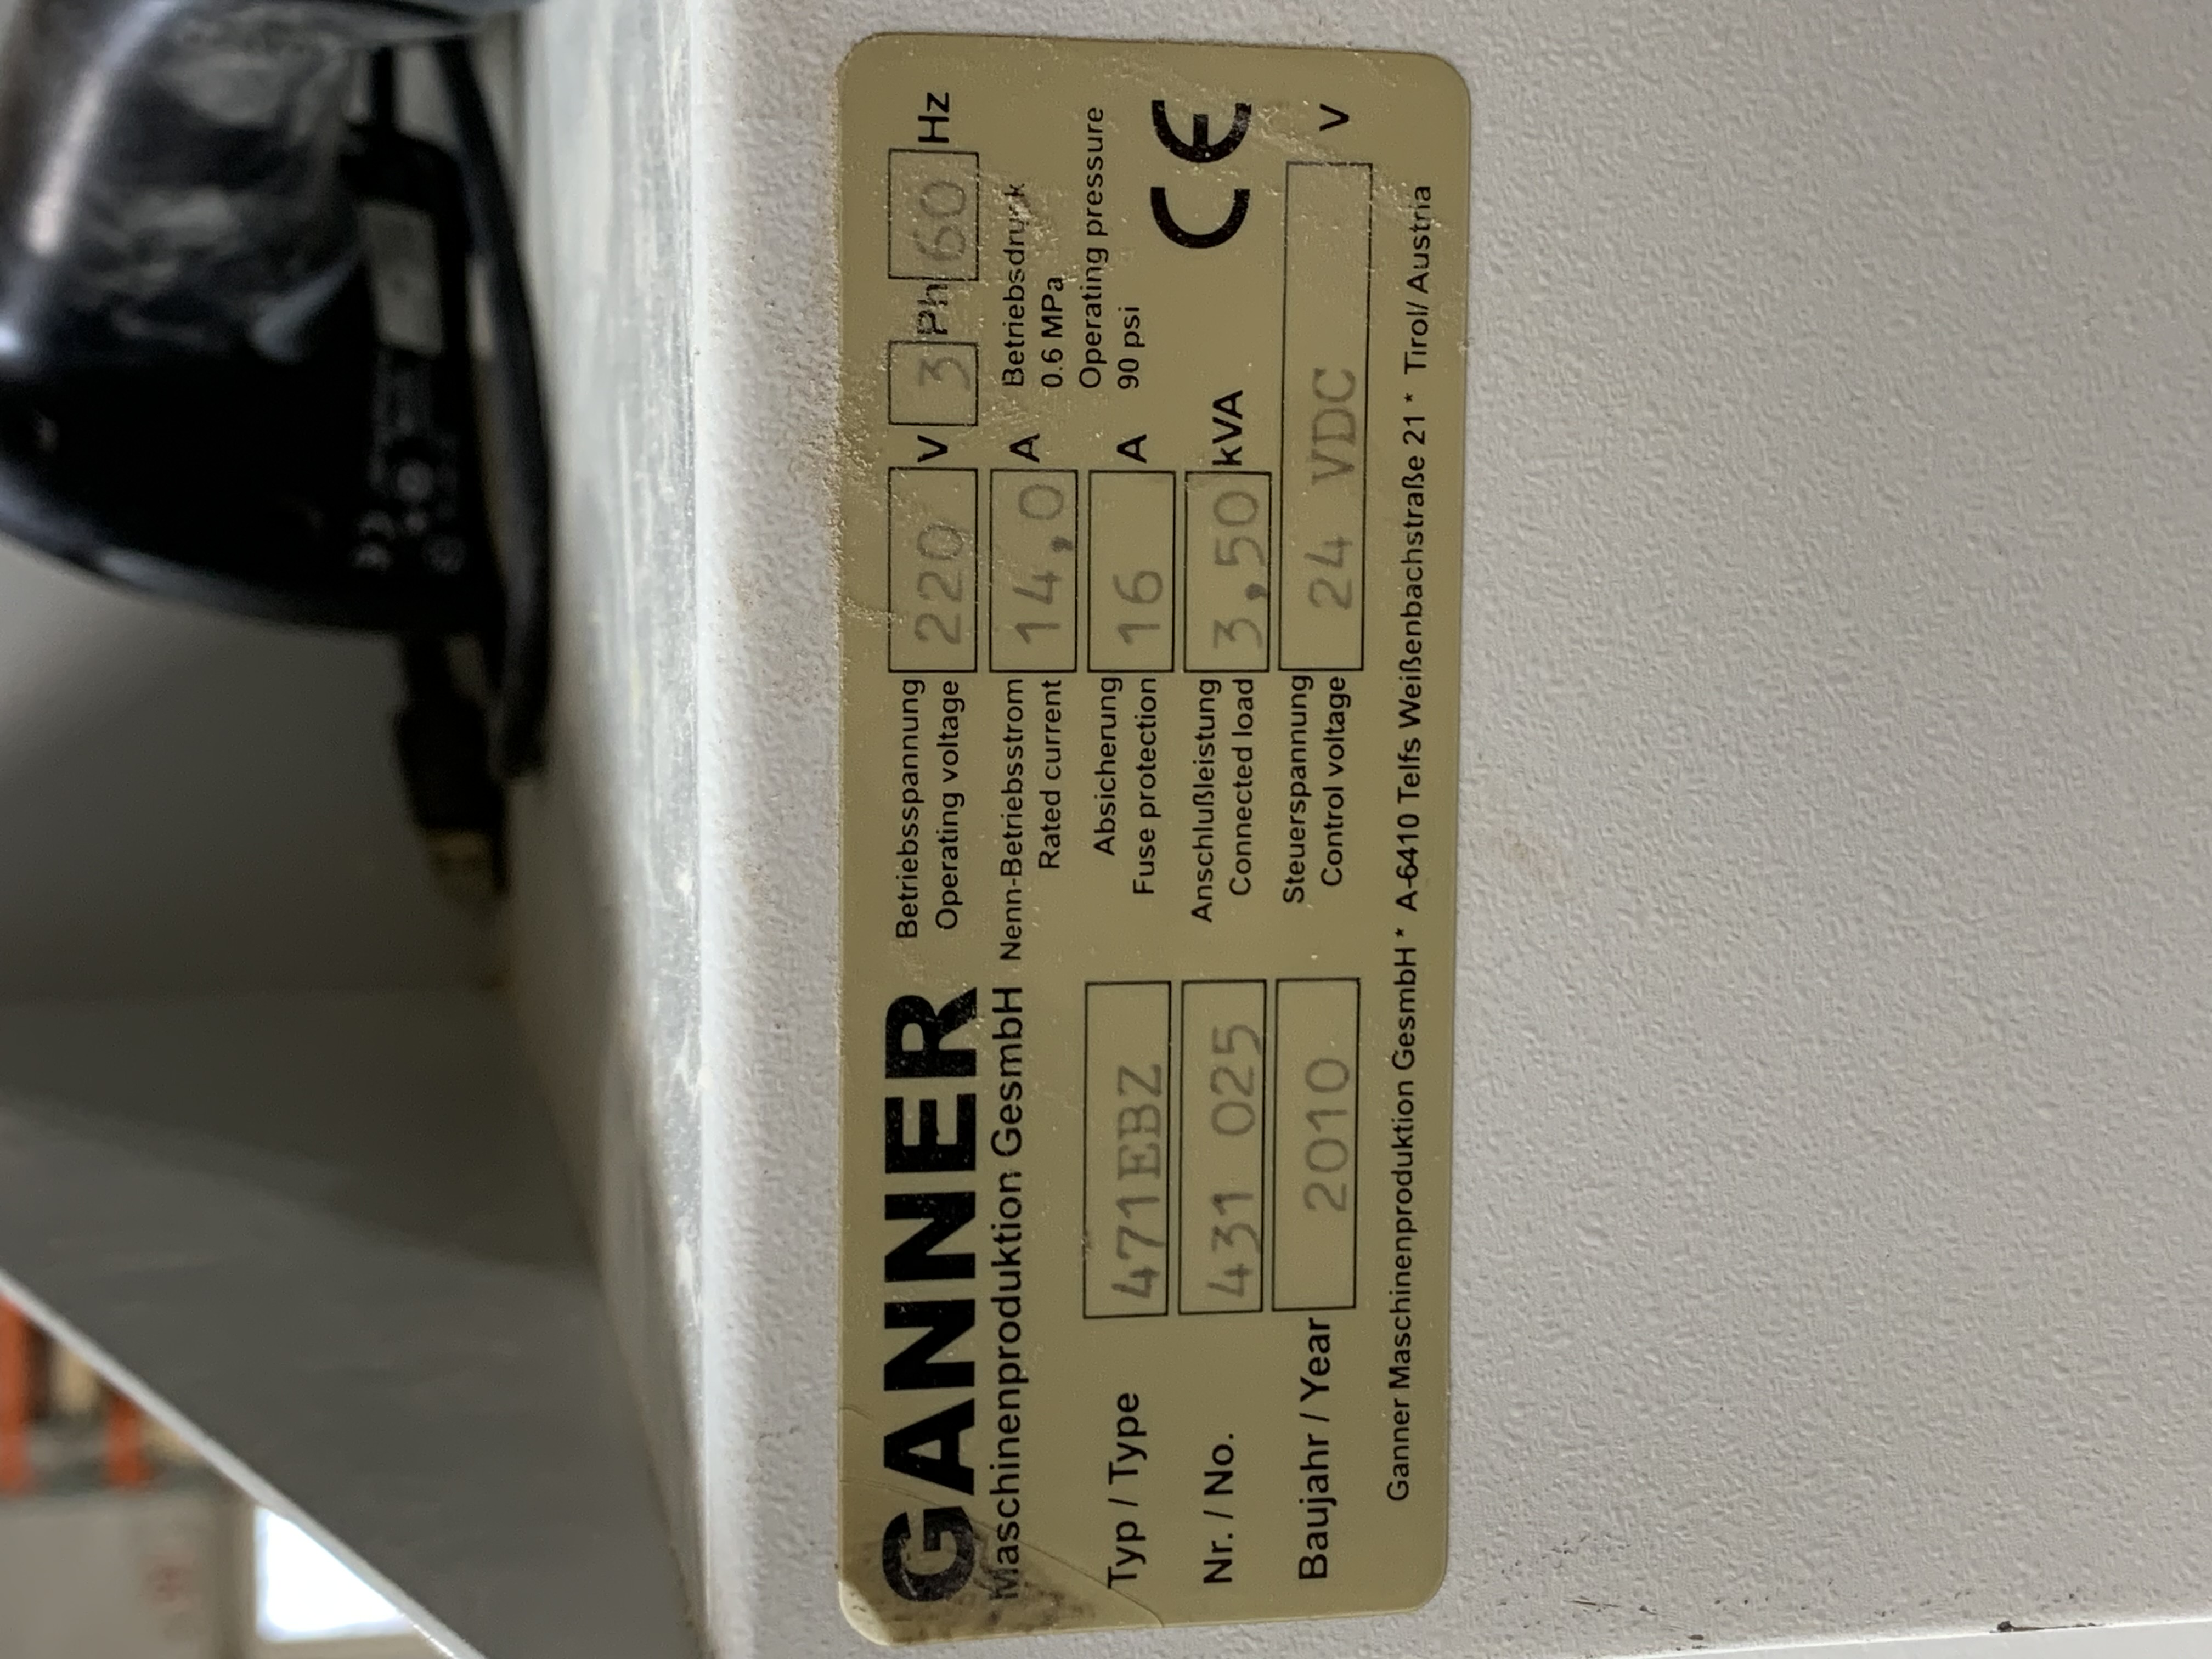 GANNER
Maschinenproduktion GesmbH
Typ / Type 471EBZ
Nr. / No. 431 025
Baujahr / Year 2010
Betriebsspannung
Operating voltage 220 V 3 Ph 60 Hz
Nenn-Betriebsstrom
Rated current 14,0 A
Absicherung
Fuse protection 16 A
Anschlußleistung
Connected load 3,50 kVA
Steuerspannung
Control voltage 24 VDC V
Betriebsdruck
0.6 MPa
Operating pressure
90 psi
CE
Ganner Maschinenproduktion GesmbH * A-6410 Telfs Weißenbachstraße 21 * Tirol/ Austria